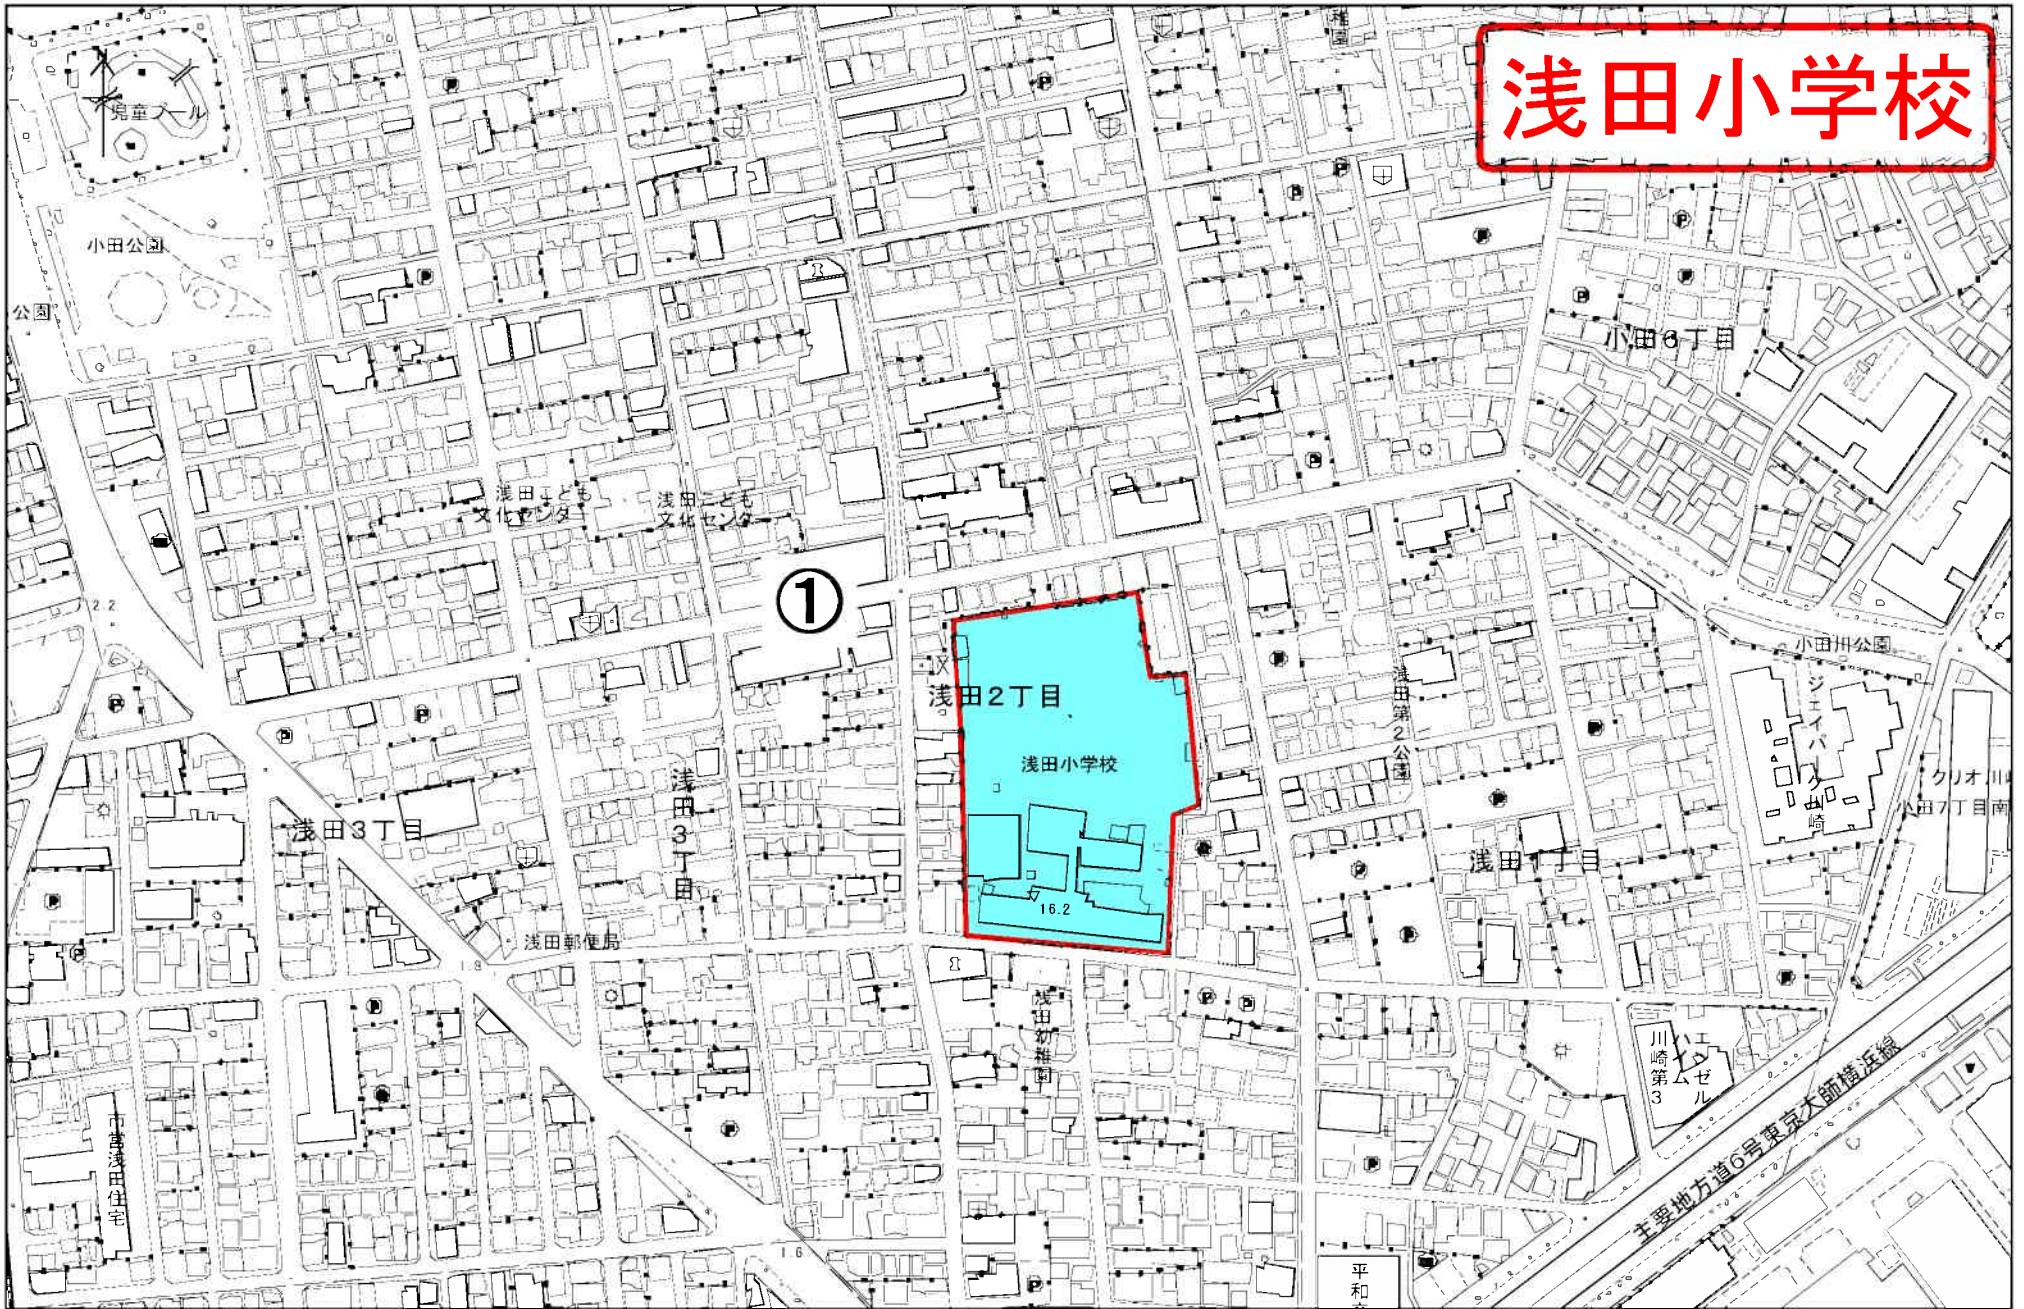 浅田小学校
児童プール
小田公園
公園
小田6丁目
浅田こども
文化センター
浅田こども
文化センター
①
2.2
小田川公園
浅田2丁目
浅田小学校
浅田第2公園
ジェイパーク川崎
クリオ川崎
小田7丁目南
浅田3丁目
浅田3丁目
浅田1丁目
16.2
浅田郵便局
1.8
浅田幼稚園
エンゼル
ハイム
川崎第3
主要地方道6号東京大師横浜線
市営浅田住宅
1.6
平和